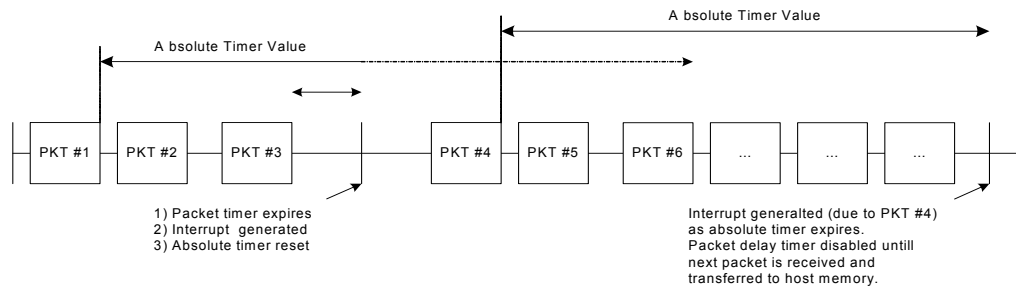 A bsolute Timer Value
A bsolute Timer Value
PKT #1
PKT #2
PKT #3
PKT #4
PKT #5
PKT #6
...
...
...
1) Packet timer expires
2) Interrupt generated
3) Absolute timer reset
Interrupt generalted (due to PKT #4)
as absolute timer expires.
Packet delay timer disabled untill
next packet is received and
transferred to host memory.